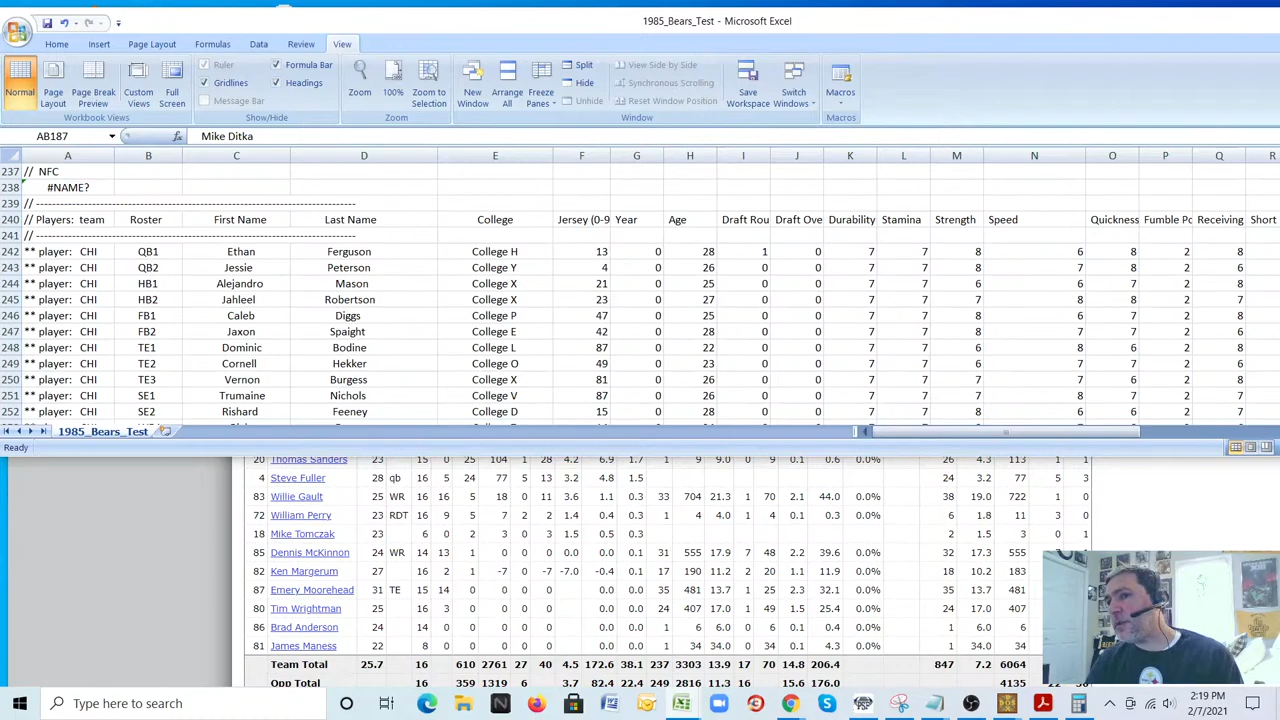 1985_Bears_Test - Microsoft Excel
Home Insert Page Layout Formulas Data Review View
Normal Page Layout Page Break Preview Custom Views Full Screen Ruler Formula Bar Gridlines Headings Message Bar Zoom 100% Zoom to Selection New Window Arrange All Freeze Panes Split Hide Unhide View Side by Side Synchronous Scrolling Reset Window Position Save Workspace Switch Windows Macros
Workbook Views Show/Hide Zoom Window Macros
AB187 fx Mike Ditka
A B C D E F G H I J K L M N O P Q R
237 // NFC
238 #NAME?
239 // --------------------------------------------------------------------------------
240 // Players: team Roster First Name Last Name College Jersey (0-9 Year Age Draft Rou Draft Ove Durability Stamina Strength Speed Quickness Fumble Pc Receiving Short
241 // --------------------------------------------------------------------------------
242 ** player: CHI QB1 Ethan Ferguson College H 13 0 28 1 0 7 7 8 6 8 2 8
243 ** player: CHI QB2 Jessie Peterson College Y 4 0 26 0 0 7 7 8 7 8 2 6
244 ** player: CHI HB1 Alejandro Mason College X 21 0 25 0 0 7 7 6 6 7 2 8
245 ** player: CHI HB2 Jahleel Robertson College X 23 0 27 0 0 7 7 6 8 8 2 7
246 ** player: CHI FB1 Caleb Diggs College P 47 0 25 0 0 7 7 8 6 7 2 8
247 ** player: CHI FB2 Jaxon Spaight College E 42 0 28 0 0 7 7 8 7 7 2 6
248 ** player: CHI TE1 Dominic Bodine College L 87 0 22 0 0 7 7 6 8 6 2 8
249 ** player: CHI TE2 Cornell Hekker College O 49 0 23 0 0 7 7 6 7 7 2 6
250 ** player: CHI TE3 Vernon Burgess College X 81 0 26 0 0 7 7 6 7 6 2 8
251 ** player: CHI SE1 Trumaine Nichols College V 87 0 26 0 0 7 7 6 8 7 2 7
252 ** player: CHI SE2 Rishard Feeney College D 15 0 28 0 0 7 7 6 6 6 2 7
1985_Bears_Test
Ready
20 Thomas Sanders 23 15 0 25 104 1 28 4.2 6.9 1.7 1 9 9.0 0 9 0.1 0.6 0.0% 26 4.3 113 1 1
4 Steve Fuller 28 qb 16 5 24 77 5 13 3.2 4.8 1.5 24 3.2 77 5 3
83 Willie Gault 25 WR 16 16 5 18 0 11 3.6 1.1 0.3 33 704 21.3 1 70 2.1 44.0 0.0% 38 19.0 722 1 0
72 William Perry 23 RDT 16 9 5 7 2 2 1.4 0.4 0.3 1 4 4.0 1 4 0.1 0.3 0.0% 6 1.8 11 3 0
18 Mike Tomczak 23 6 0 2 3 0 3 1.5 0.5 0.3 2 1.5 3 0 1
85 Dennis McKinnon 24 WR 14 13 1 0 0 0 0.0 0.0 0.1 31 555 17.9 7 48 2.2 39.6 0.0% 32 17.3 555
82 Ken Margerum 27 16 2 1 -7 0 -7 -7.0 -0.4 0.1 17 190 11.2 2 20 1.1 11.9 0.0% 18 10.2 183
87 Emery Moorehead 31 TE 15 14 0 0 0 0 0.0 0.0 35 481 13.7 1 25 2.3 32.1 0.0% 35 13.7 481
80 Tim Wrightman 25 16 3 0 0 0 0 0.0 0.0 24 407 17.0 1 49 1.5 25.4 0.0% 24 17.0 407
86 Brad Anderson 24 14 0 0 0 0 0 0.0 0.0 1 6 6.0 0 6 0.1 0.4 0.0% 1 6.0 6
81 James Maness 22 8 0 0 0 0 0 0.0 0.0 1 34 34.0 0 34 0.1 4.3 0.0% 1 34.0 34
Team Total 25.7 16 610 2761 27 40 4.5 172.6 38.1 237 3303 13.9 17 70 14.8 206.4 847 7.2 6064
Opp Total 16 359 1319 6 3.7 82.4 22.4 249 2816 11.3 16 15.6 176.0 4135
Type here to search
2:19 PM
2/7/2021